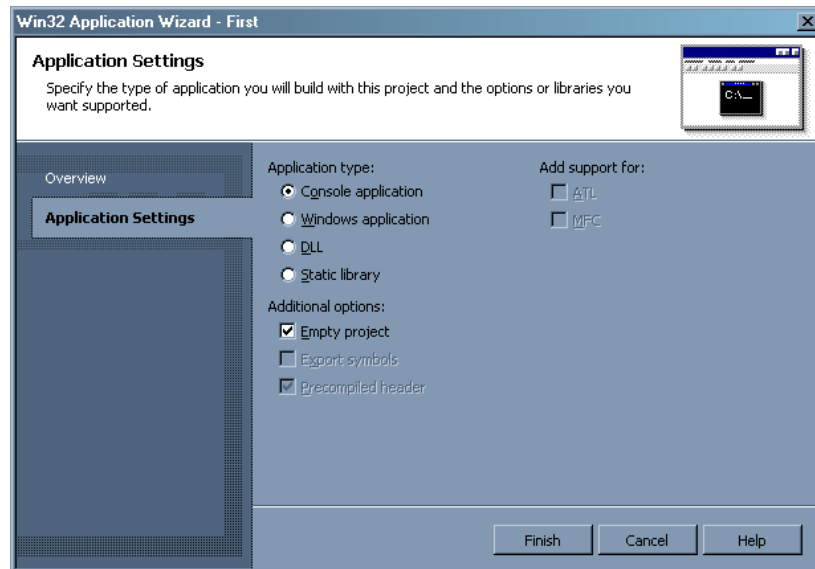 Win32 Application Wizard - First
Application Settings
Specify the type of application you will build with this project and the options or libraries you
want supported.
C:\_
Overview
Application Settings
Application type:
Console application
Windows application
DLL
Static library
Additional options:
Empty project
Export symbols
Precompiled header
Add support for:
ATL
MFC
Finish
Cancel
Help